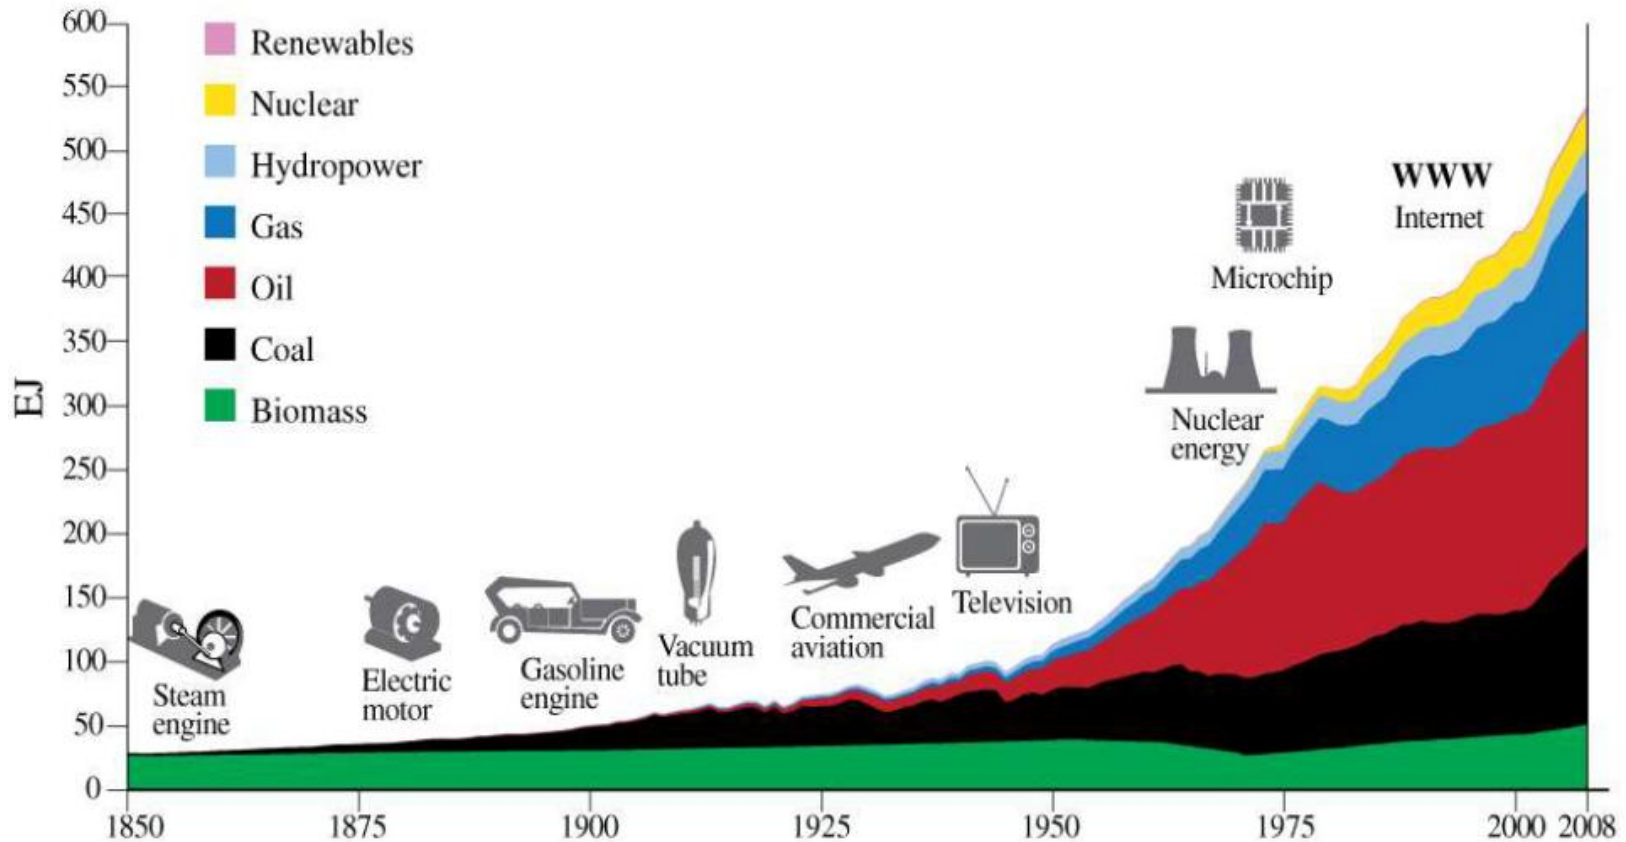 600
550
500
450
400
350
300
250
200
150
100
50
0
EJ
Renewables
Nuclear
Hydropower
Gas
Oil
Coal
Biomass
Steam
engine
Electric
motor
Gasoline
engine
Vacuum
tube
Commercial
aviation
Television
Nuclear
energy
Microchip
WWW
Internet
1850 1875 1900 1925 1950 1975 2000 2008